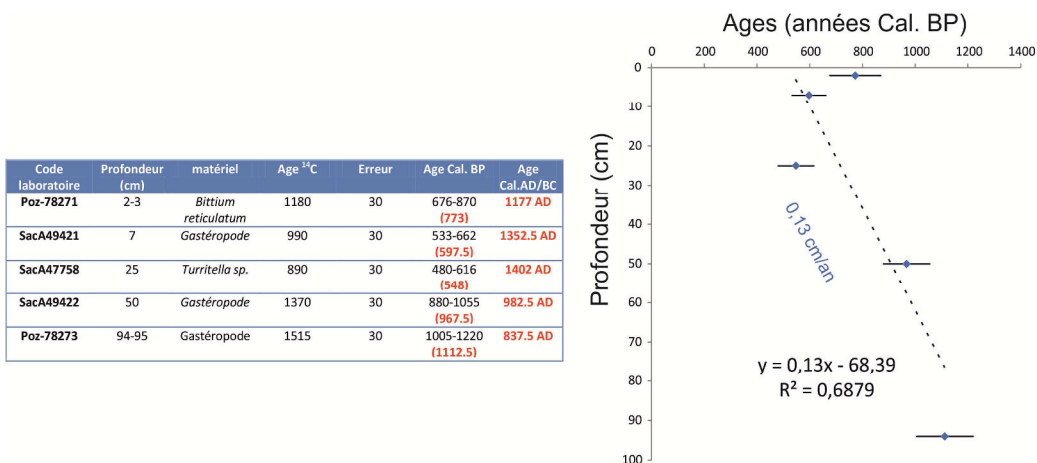 Code laboratoire Profondeur (cm) matériel Age ¹⁴C Erreur Age Cal. BP Age Cal.AD/BC
Poz-78271 2-3 Bittium reticulatum 1180 30 676-870 (773) 1177 AD
SacA49421 7 Gastéropode 990 30 533-662 (597.5) 1352.5 AD
SacA47758 25 Turritella sp. 890 30 480-616 (548) 1402 AD
SacA49422 50 Gastéropode 1370 30 880-1055 (967.5) 982.5 AD
Poz-78273 94-95 Gastéropode 1515 30 1005-1220 (1112.5) 837.5 AD
Ages (années Cal. BP)
0 200 400 600 800 1000 1200 1400
Profondeur (cm)
0
10
20
30
40
50
60
70
80
90
100
0,13 cm/an
y = 0,13x - 68,39
R² = 0,6879